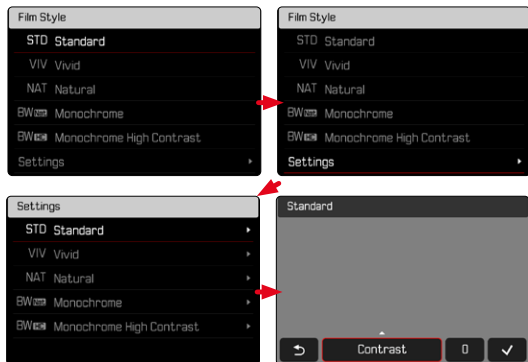 Film Style
STD Standard
VIV Vivid
NAT Natural
BW Monochrome
BW Monochrome High Contrast
Settings
Film Style
STD Standard
VIV Vivid
NAT Natural
BW Monochrome
BW Monochrome High Contrast
Settings
Settings
STD Standard
VIV Vivid
NAT Natural
BW Monochrome
BW Monochrome High Contrast
Standard
Contrast 0